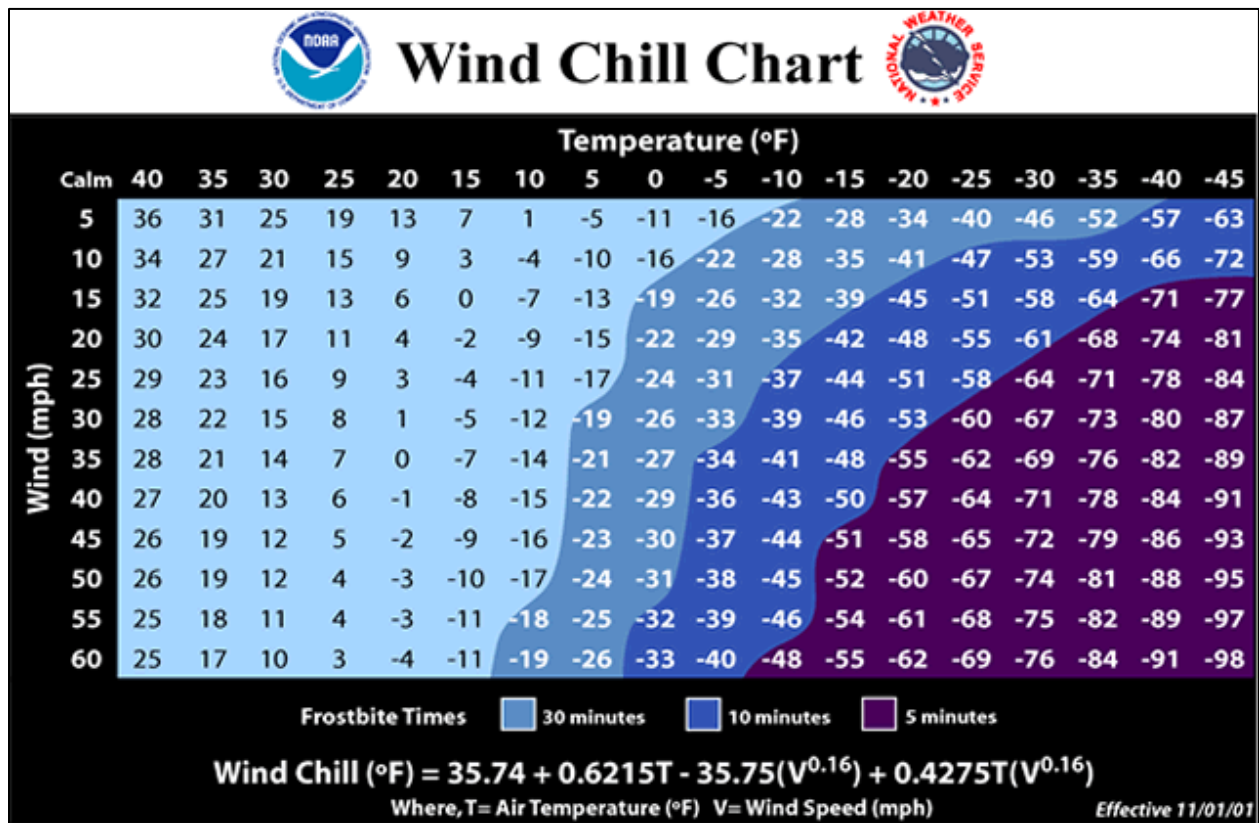 NOAA
NATIONAL OCEANIC AND ATMOSPHERIC ADMINISTRATION
U.S. DEPARTMENT OF COMMERCE
Wind Chill Chart
NATIONAL WEATHER SERVICE
Temperature (ºF)
Calm 40 35 30 25 20 15 10 5 0 -5 -10 -15 -20 -25 -30 -35 -40 -45
Wind (mph)
5 36 31 25 19 13 7 1 -5 -11 -16 -22 -28 -34 -40 -46 -52 -57 -63
10 34 27 21 15 9 3 -4 -10 -16 -22 -28 -35 -41 -47 -53 -59 -66 -72
15 32 25 19 13 6 0 -7 -13 -19 -26 -32 -39 -45 -51 -58 -64 -71 -77
20 30 24 17 11 4 -2 -9 -15 -22 -29 -35 -42 -48 -55 -61 -68 -74 -81
25 29 23 16 9 3 -4 -11 -17 -24 -31 -37 -44 -51 -58 -64 -71 -78 -84
30 28 22 15 8 1 -5 -12 -19 -26 -33 -39 -46 -53 -60 -67 -73 -80 -87
35 28 21 14 7 0 -7 -14 -21 -27 -34 -41 -48 -55 -62 -69 -76 -82 -89
40 27 20 13 6 -1 -8 -15 -22 -29 -36 -43 -50 -57 -64 -71 -78 -84 -91
45 26 19 12 5 -2 -9 -16 -23 -30 -37 -44 -51 -58 -65 -72 -79 -86 -93
50 26 19 12 4 -3 -10 -17 -24 -31 -38 -45 -52 -60 -67 -74 -81 -88 -95
55 25 18 11 4 -3 -11 -18 -25 -32 -39 -46 -54 -61 -68 -75 -82 -89 -97
60 25 17 10 3 -4 -11 -19 -26 -33 -40 -48 -55 -62 -69 -76 -84 -91 -98
Frostbite Times 30 minutes 10 minutes 5 minutes
Wind Chill (ºF) = 35.74 + 0.6215T - 35.75(V^0.16) + 0.4275T(V^0.16)
Where, T= Air Temperature (ºF) V= Wind Speed (mph)
Effective 11/01/01